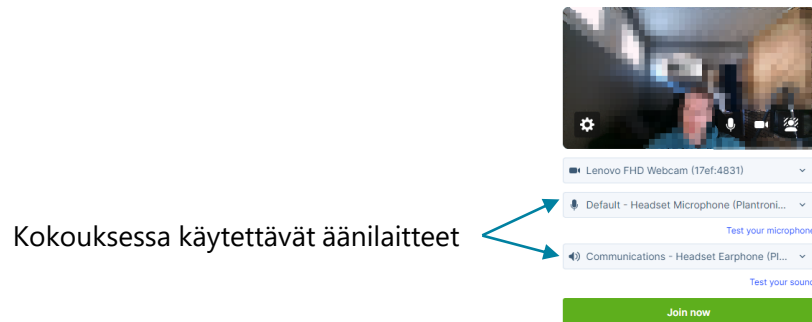 Lenovo FHD Webcam (17ef:4831)
Default - Headset Microphone (Plantroni...
Test your microphone
Kokouksessa käytettävät äänilaitteet
Communications - Headset Earphone (Pl...
Test your sound
Join now